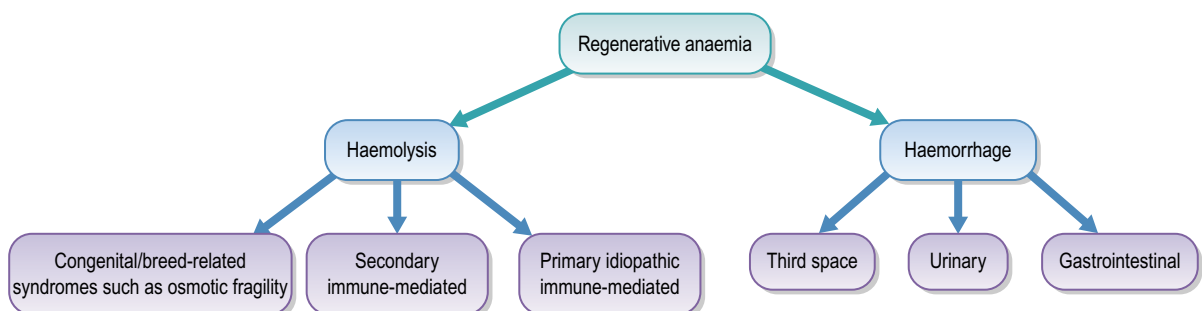 Regenerative anaemia
Haemolysis
Haemorrhage
Congenital/breed-related
syndromes such as osmotic fragility
Secondary
immune-mediated
Primary idiopathic
immune-mediated
Third space
Urinary
Gastrointestinal